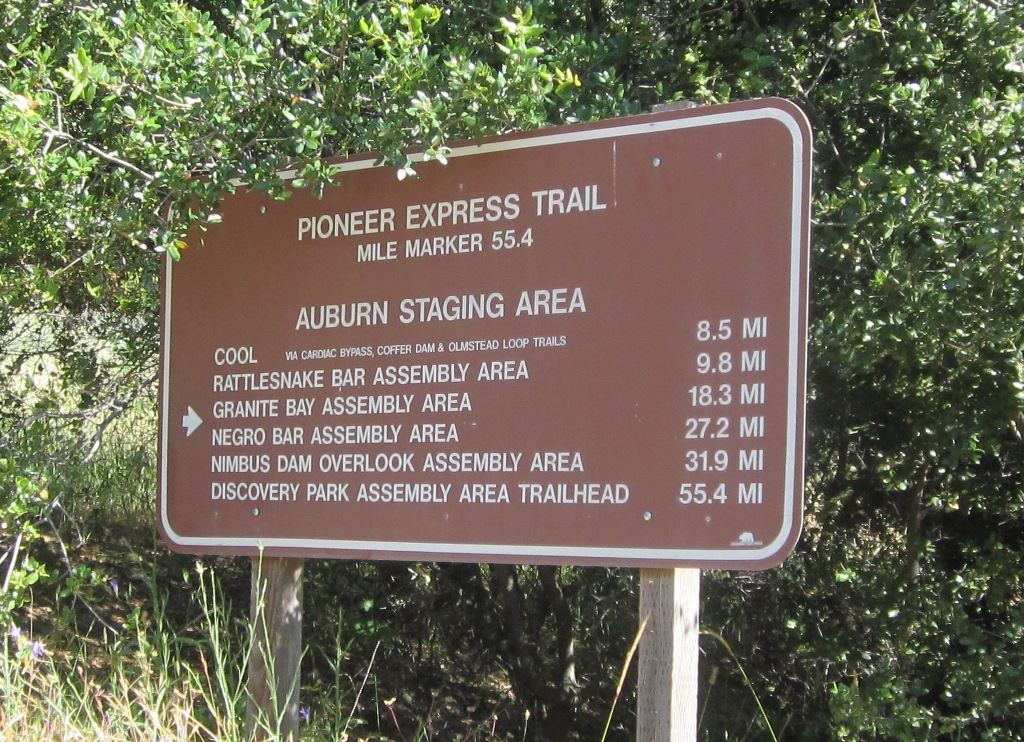 PIONEER EXPRESS TRAIL
MILE MARKER 55.4
AUBURN STAGING AREA
COOL VIA CARDIAC BYPASS, COFFER DAM & OLMSTEAD LOOP TRAILS 8.5 MI
RATTLESNAKE BAR ASSEMBLY AREA 9.8 MI
GRANITE BAY ASSEMBLY AREA 18.3 MI
NEGRO BAR ASSEMBLY AREA 27.2 MI
NIMBUS DAM OVERLOOK ASSEMBLY AREA 31.9 MI
DISCOVERY PARK ASSEMBLY AREA TRAILHEAD 55.4 MI